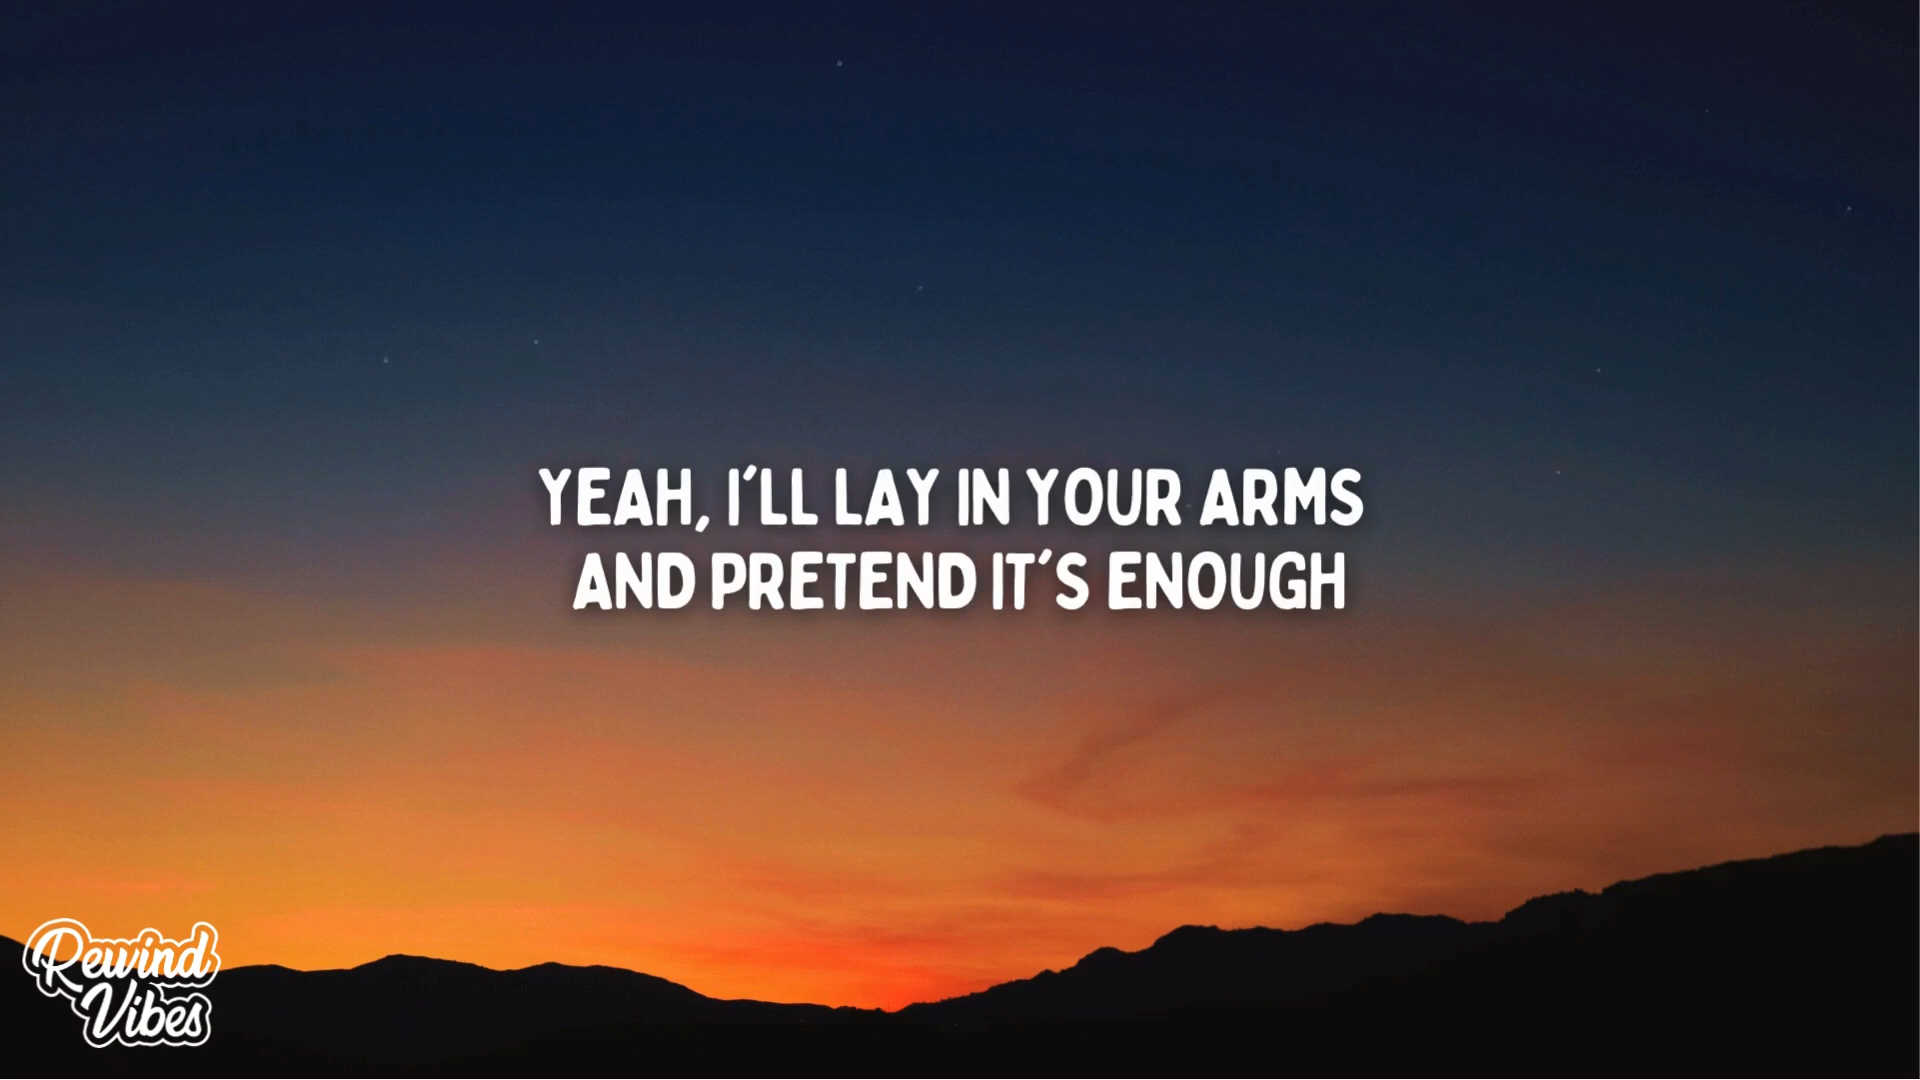 YEAH, I'LL LAY IN YOUR ARMS
AND PRETEND IT'S ENOUGH
Rewind
Vibes